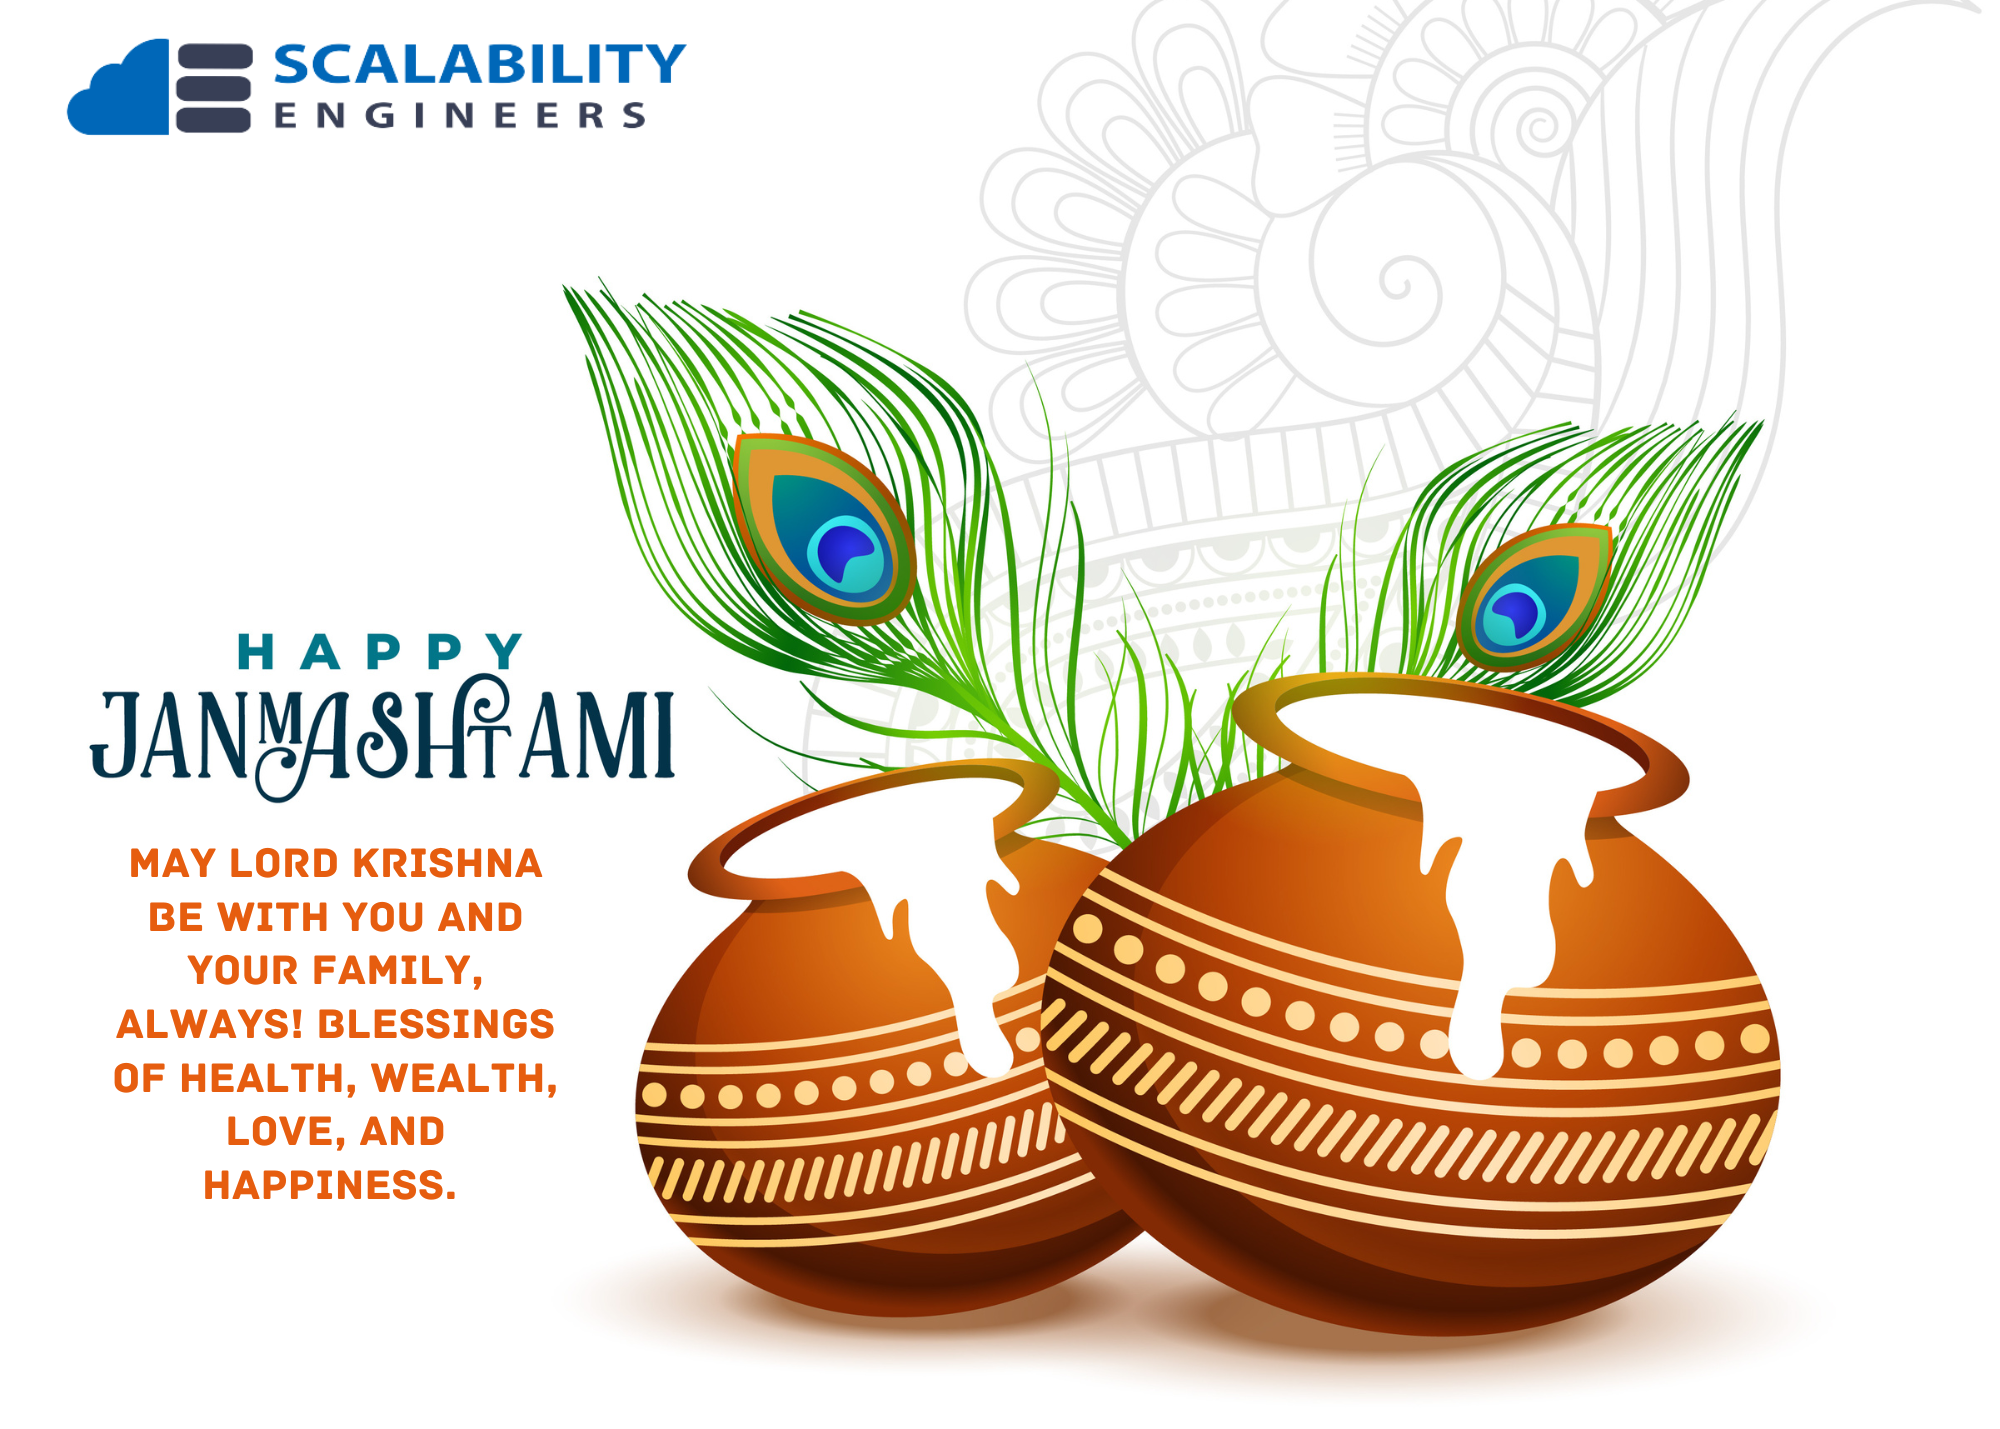 SCALABILITY
ENGINEERS
HAPPY
JANMASHTAMI
MAY LORD KRISHNA
BE WITH YOU AND
YOUR FAMILY,
ALWAYS! BLESSINGS
OF HEALTH, WEALTH,
LOVE, AND
HAPPINESS.